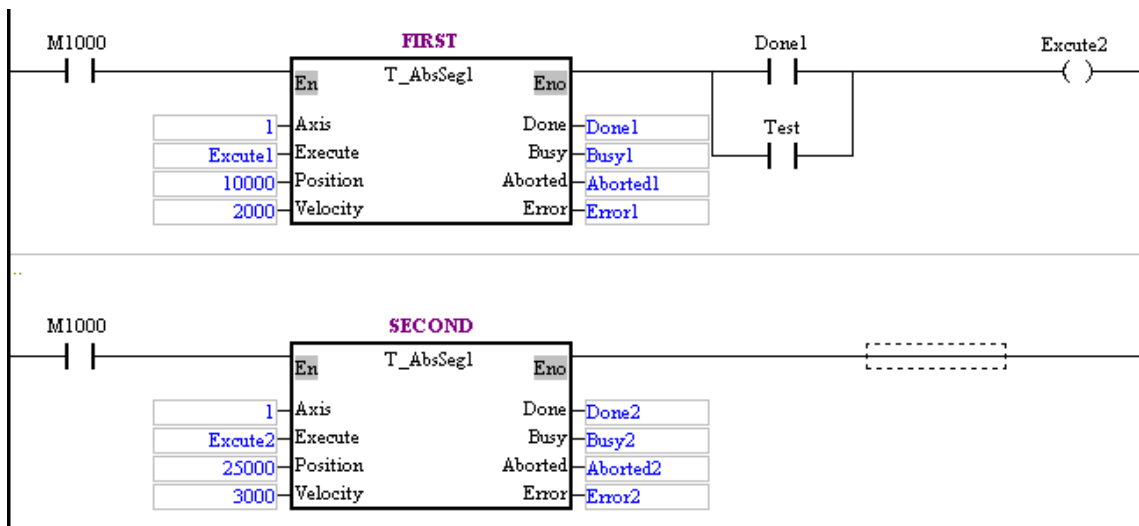 M1000 FIRST Done1 Excute2
T_AbsSeg1
En Eno
1 Axis Done Done1 Test
Excute1 Execute Busy Busy1
10000 Position Aborted Aborted1
2000 Velocity Error Error1
..
M1000 SECOND
T_AbsSeg1
En Eno
1 Axis Done Done2
Excute2 Execute Busy Busy2
25000 Position Aborted Aborted2
3000 Velocity Error Error2